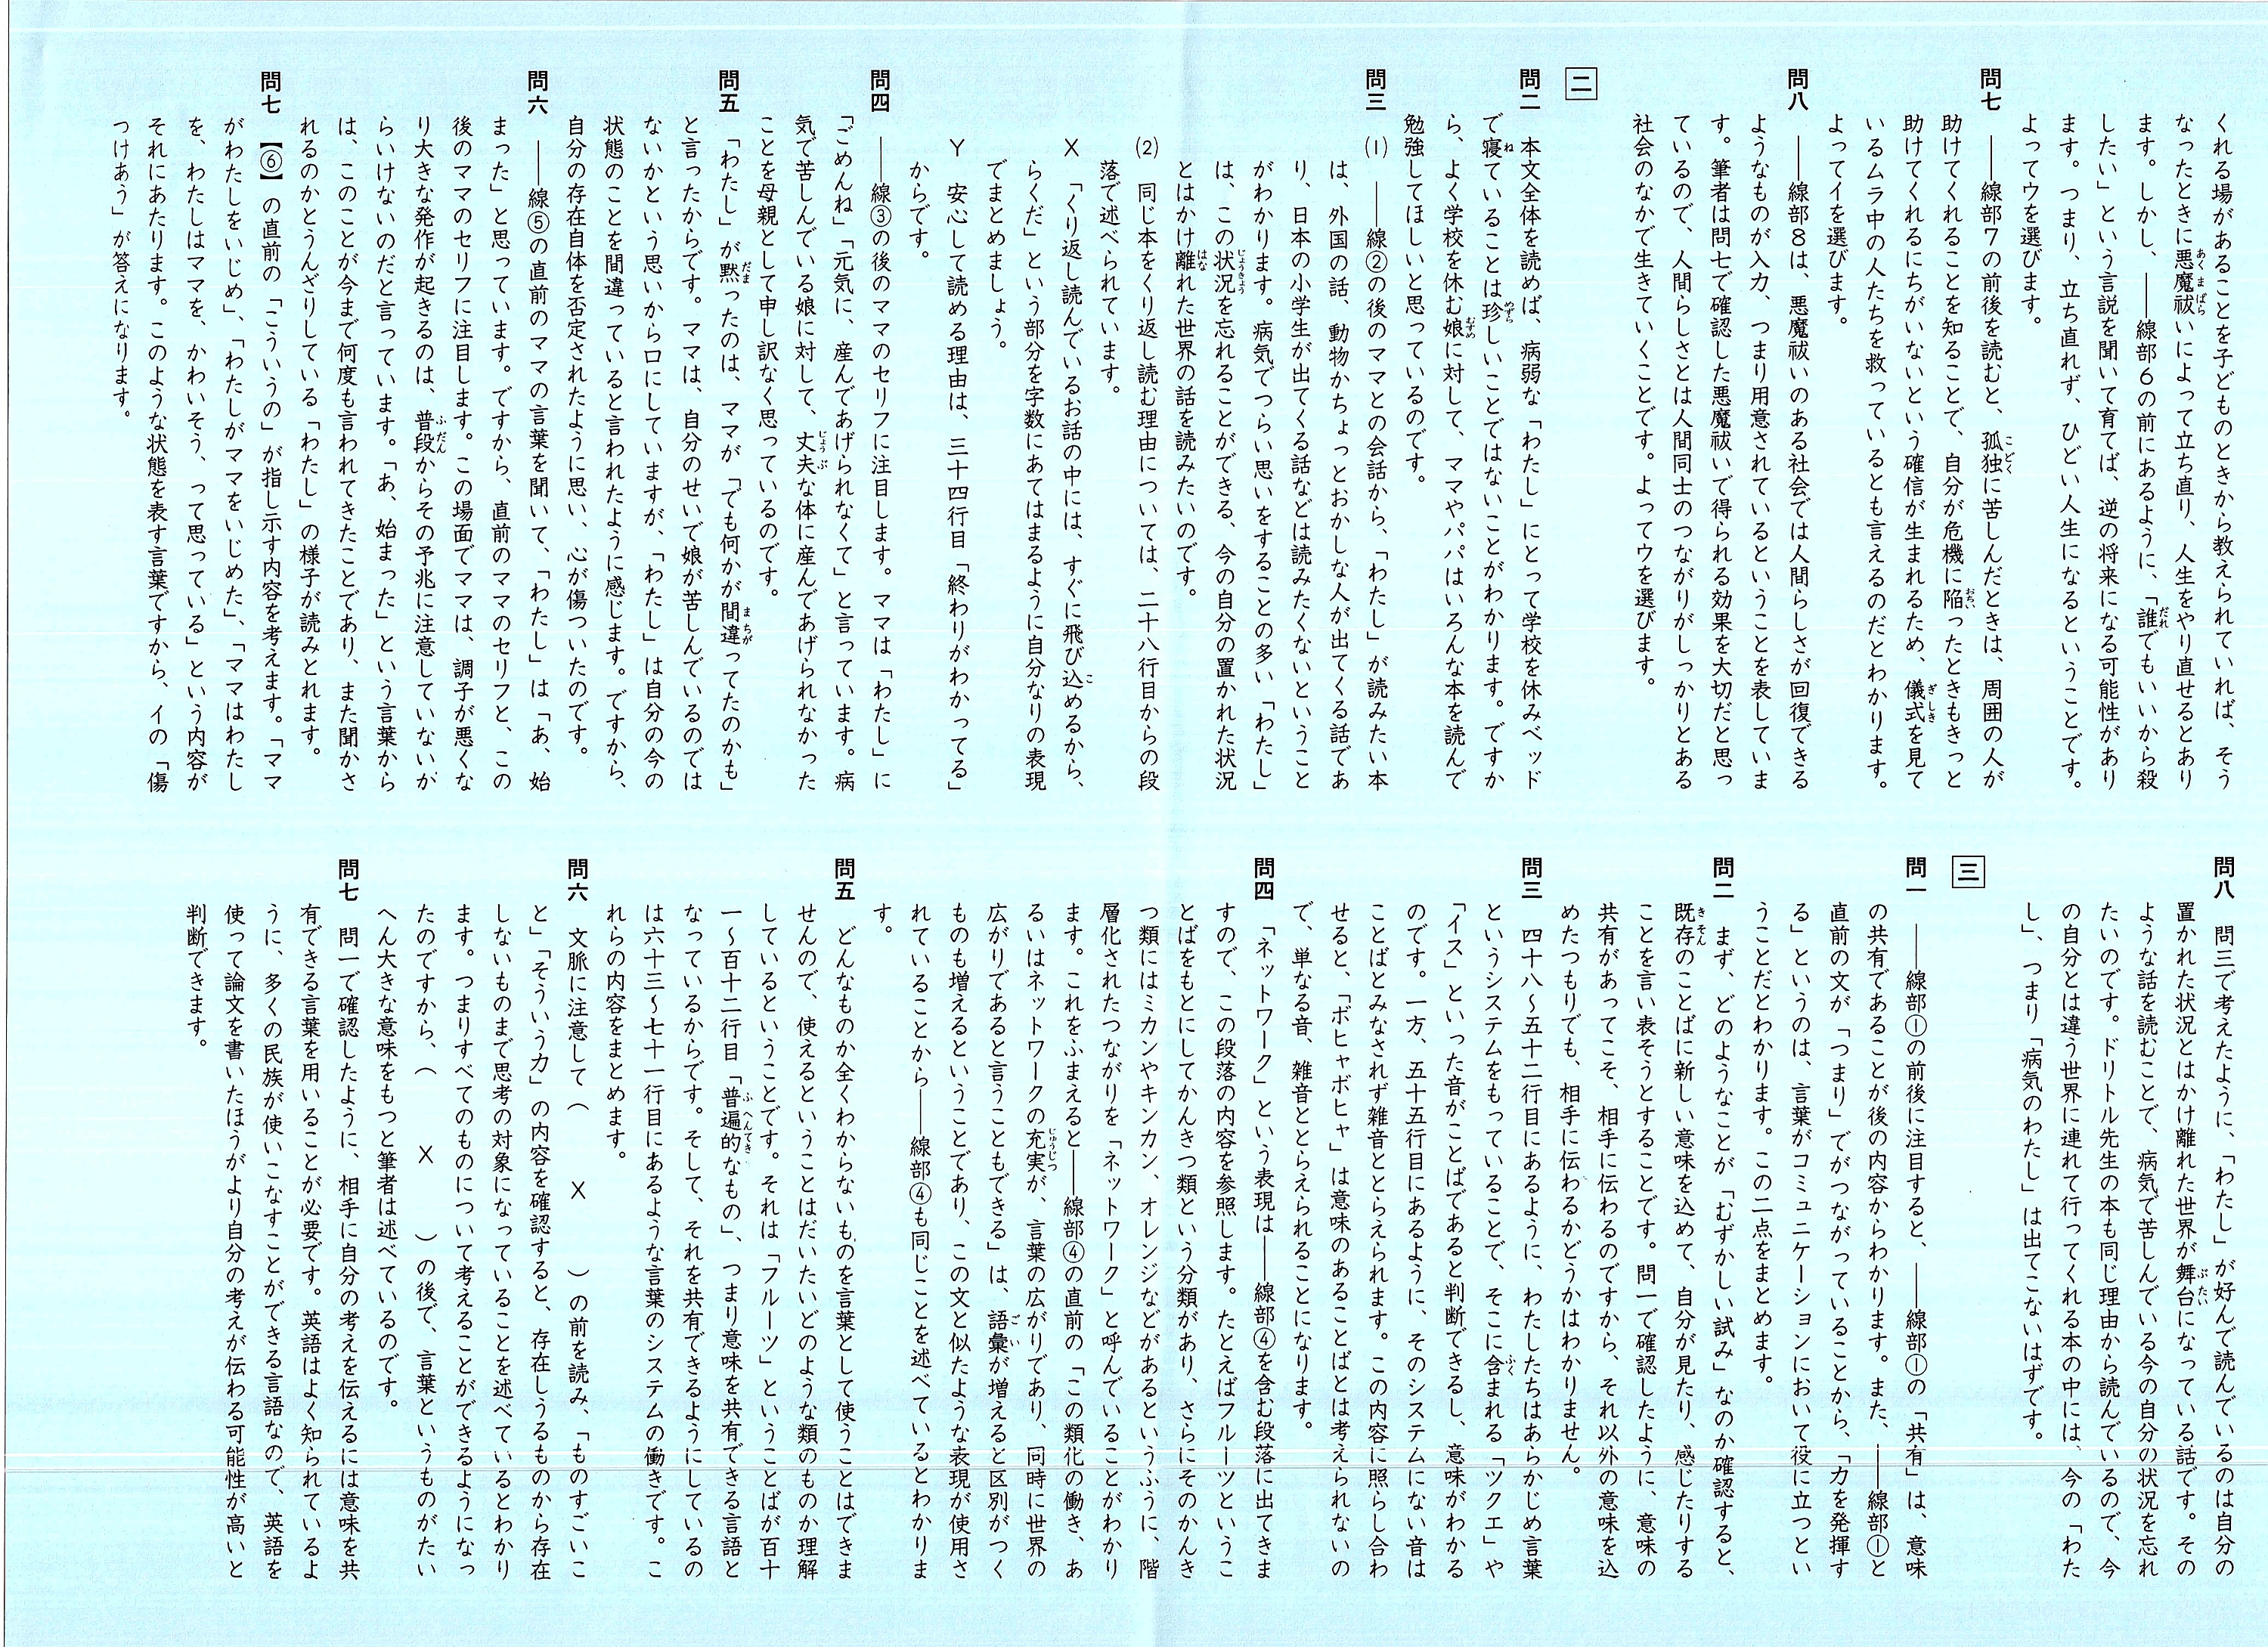 くれる場があることを子どものときから教えられていれば、そう
なったときに悪魔祓いによって立ち直り、人生をやり直せるとあり
ます。しかし、――線部6の前にあるように、「誰でもいいから殺
したい」という言説を聞いて育てば、逆の将来になる可能性があり
ます。つまり、立ち直れず、ひどい人生になるということです。
よってウを選びます。
問七 ――線部7の前後を読むと、孤独に苦しんだときは、周囲の人が
助けてくれることを知ることで、自分が危機に陥ったときもきっと
助けてくれるにちがいないという確信が生まれるため、儀式を見て
いるムラ中の人たちを救っているとも言えるのだとわかります。
よってイを選びます。
問八 ――線部8は、悪魔祓いのある社会では人間らしさが回復できる
ようなものが入力、つまり用意されているということを表していま
す。筆者は問七で確認した悪魔祓いで得られる効果を大切だと思っ
ているので、人間らしさとは人間同士のつながりがしっかりとある
社会のなかで生きていくことです。よってウを選びます。
二
問二 本文全体を読めば、病弱な「わたし」にとって学校を休みベッド
で寝ていることは珍しいことではないことがわかります。ですか
ら、よく学校を休む娘に対して、ママやパパはいろんな本を読んで
勉強してほしいと思っているのです。
問三 (1) ――線②の後のママとの会話から、「わたし」が読みたい本
は、外国の話、動物かちょっとおかしな人が出てくる話であ
り、日本の小学生が出てくる話などは読みたくないということ
がわかります。病気でつらい思いをすることの多い「わたし」
は、この状況を忘れることができる、今の自分の置かれた状況
とはかけ離れた世界の話を読みたいのです。
(2) 同じ本をくり返し読む理由については、二十八行目からの段
落で述べられています。
X 「くり返し読んでいるお話の中には、すぐに飛び込めるから、
らくだ」という部分を字数にあてはまるように自分なりの表現
でまとめましょう。
Y 安心して読める理由は、三十四行目「終わりがわかってる」
からです。
問四 ――線③の後のママのセリフに注目します。ママは「わたし」に
「ごめんね」「元気に、産んであげられなくて」と言っています。病
気で苦しんでいる娘に対して、丈夫な体に産んであげられなかった
ことを母親として申し訳なく思っているのです。
問五 「わたし」が黙ったのは、ママが「でも何かが間違ってたのかも」
と言ったからです。ママは、自分のせいで娘が苦しんでいるのでは
ないかという思いから口にしていますが、「わたし」は自分の今の
状態のことを間違っていると言われたように感じます。ですから、
自分の存在自体を否定されたように思い、心が傷ついたのです。
問六 ――線⑤の直前のママの言葉を聞いて、「わたし」は「あ、始
まった」と思っています。ですから、直前のママのセリフと、この
後のママのセリフに注目します。この場面でママは、調子が悪くな
り大きな発作が起きるのは、普段からその予兆に注意していないか
らいけないのだと言っています。「あ、始まった」という言葉から
は、このことが今まで何度も言われてきたことであり、また聞かさ
れるのかとうんざりしている「わたし」の様子が読みとれます。
問七 【⑥】の直前の「こういうの」が指し示す内容を考えます。「ママ
がわたしをいじめ」、「わたしがママをいじめた」、「ママはわたし
を、わたしはママを、かわいそう、って思っている」という内容が
それにあたります。このような状態を表す言葉ですから、イの「傷
つけあう」が答えになります。
問八 問三で考えたように、「わたし」が好んで読んでいるのは自分の
置かれた状況とはかけ離れた世界が舞台になっている話です。その
ような話を読むことで、病気で苦しんでいる今の自分の状況を忘れ
たいのです。ドリトル先生の本も同じ理由から読んでいるので、今
の自分とは違う世界に連れて行ってくれる本の中には、今の「わた
し」、つまり「病気のわたし」は出てこないはずです。
三
問一 ――線部①の前後に注目すると、――線部①の「共有」は、意味
の共有であることが後の内容からわかります。また、――線部①と
直前の文が「つまり」でがつながっていることから、「力を発揮す
る」というのは、言葉がコミュニケーションにおいて役に立つとい
うことだとわかります。この二点をまとめます。
問二 まず、どのようなことが「むずかしい試み」なのか確認すると、
既存のことばに新しい意味を込めて、自分が見たり、感じたりする
ことを言い表そうとすることです。問一で確認したように、意味の
共有があってこそ、相手に伝わるのですから、それ以外の意味を込
めたつもりでも、相手に伝わるかどうかはわかりません。
問三 四十八～五十二行目にあるように、わたしたちはあらかじめ言葉
というシステムをもっていることで、そこに含まれる「ツクエ」や
「イス」といった音がことばであると判断できるし、意味がわかる
のです。一方、五十五行目にあるように、そのシステムにない音は
ことばとみなされず雑音ととらえられます。この内容に照らし合わ
せると、「ボヒャボヒャ」は意味のあることばとは考えられないの
で、単なる音、雑音ととらえられることになります。
問四 「ネットワーク」という表現は――線部④を含む段落に出てきま
すので、この段落の内容を参照します。たとえばフルーツというこ
とばをもとにしてかんきつ類という分類があり、さらにそのかんき
つ類にはミカンやキンカン、オレンジなどがあるというふうに、階
層化されたつながりを「ネットワーク」と呼んでいることがわかり
ます。これをふまえると――線部④の直前の「この類化の働き、あ
るいはネットワークの充実が、言葉の広がりであり、同時に世界の
広がりであると言うこともできる」は、語彙が増えると区別がつく
ものも増えるということであり、この文と似たような表現が使用さ
れていることから――線部④も同じことを述べているとわかりま
す。
問五 どんなものか全くわからないものを言葉として使うことはできま
せんので、使えるということはだいたいどのような類のものか理解
しているということです。それは「フルーツ」ということばが百十
一～百十二行目「普遍的なもの」、つまり意味を共有できる言語と
なっているからです。そして、それを共有できるようにしているの
は六十三～七十一行目にあるような言葉のシステムの働きです。こ
れらの内容をまとめます。
問六 文脈に注意して（ X ）の前を読み、「ものすごいこ
と」「そういう力」の内容を確認すると、存在しうるものから存在
しないものまで思考の対象になっていることを述べているとわかり
ます。つまりすべてのものについて考えることができるようになっ
たのですから、（ X ）の後で、言葉というものがたい
へん大きな意味をもつと筆者は述べているのです。
問七 問一で確認したように、相手に自分の考えを伝えるには意味を共
有できる言葉を用いることが必要です。英語はよく知られているよ
うに、多くの民族が使いこなすことができる言語なので、英語を
使って論文を書いたほうがより自分の考えが伝わる可能性が高いと
判断できます。